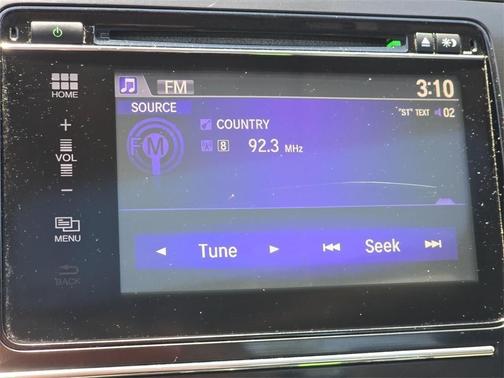 FM
3:10
HOME
SOURCE
"ST" TEXT 02
COUNTRY
+
VOL
−
FM
8 92.3 MHz
MENU
Tune Seek
BACK